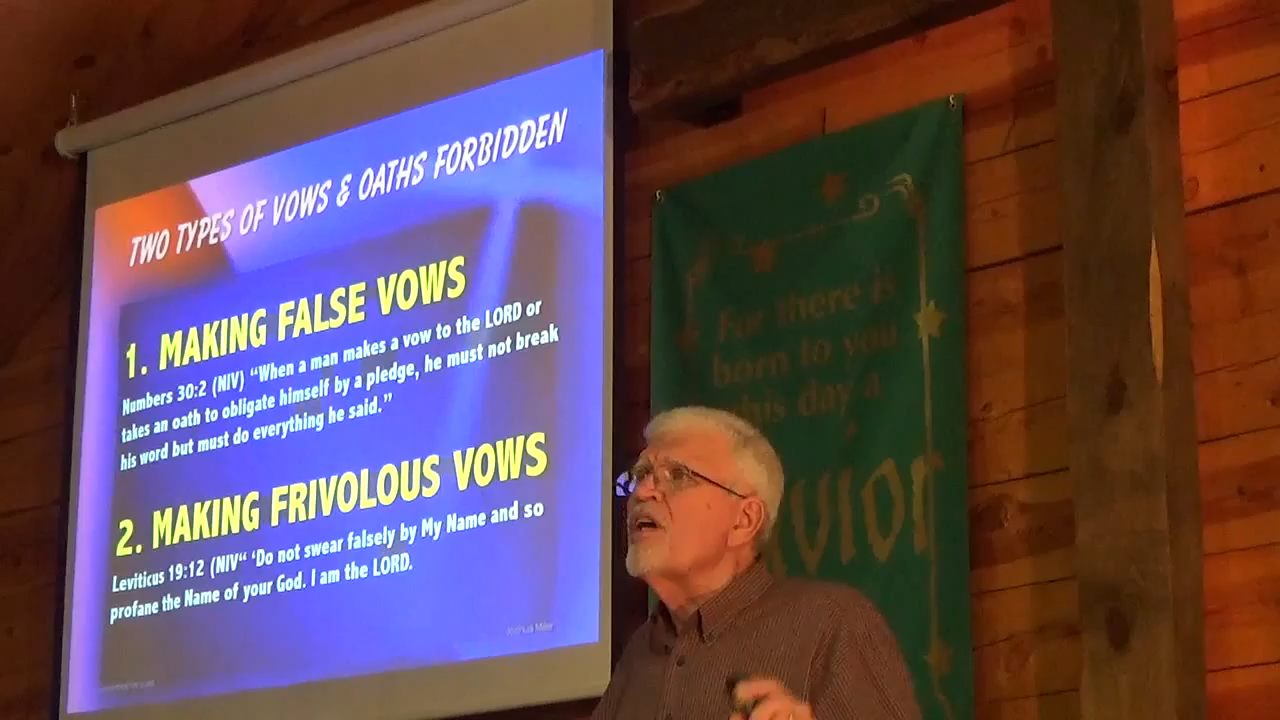 TWO TYPES OF VOWS & OATHS FORBIDDEN
1. MAKING FALSE VOWS
Numbers 30:2 (NIV) “When a man makes a vow to the LORD or
takes an oath to obligate himself by a pledge, he must not break
his word but must do everything he said.”
2. MAKING FRIVOLOUS VOWS
Leviticus 19:12 (NIV“ ‘Do not swear falsely by My Name and so
profane the Name of your God. I am the LORD.
Joshua Miller
For there is
born to you
this day a